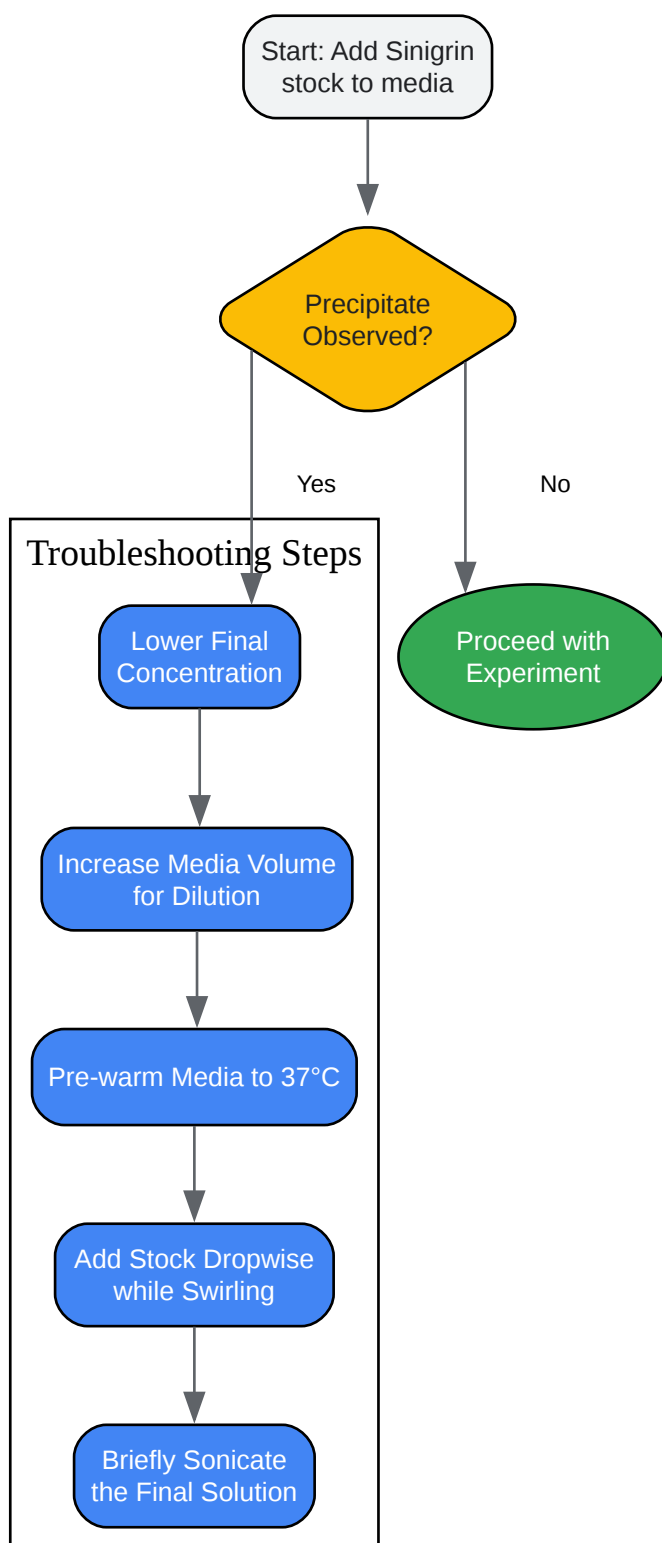 Start: Add Sinigrin
stock to media
Precipitate
Observed?
Yes
No
Troubleshooting Steps
Lower Final
Concentration
Proceed with
Experiment
Increase Media Volume
for Dilution
Pre-warm Media to 37°C
Add Stock Dropwise
while Swirling
Briefly Sonicate
the Final Solution